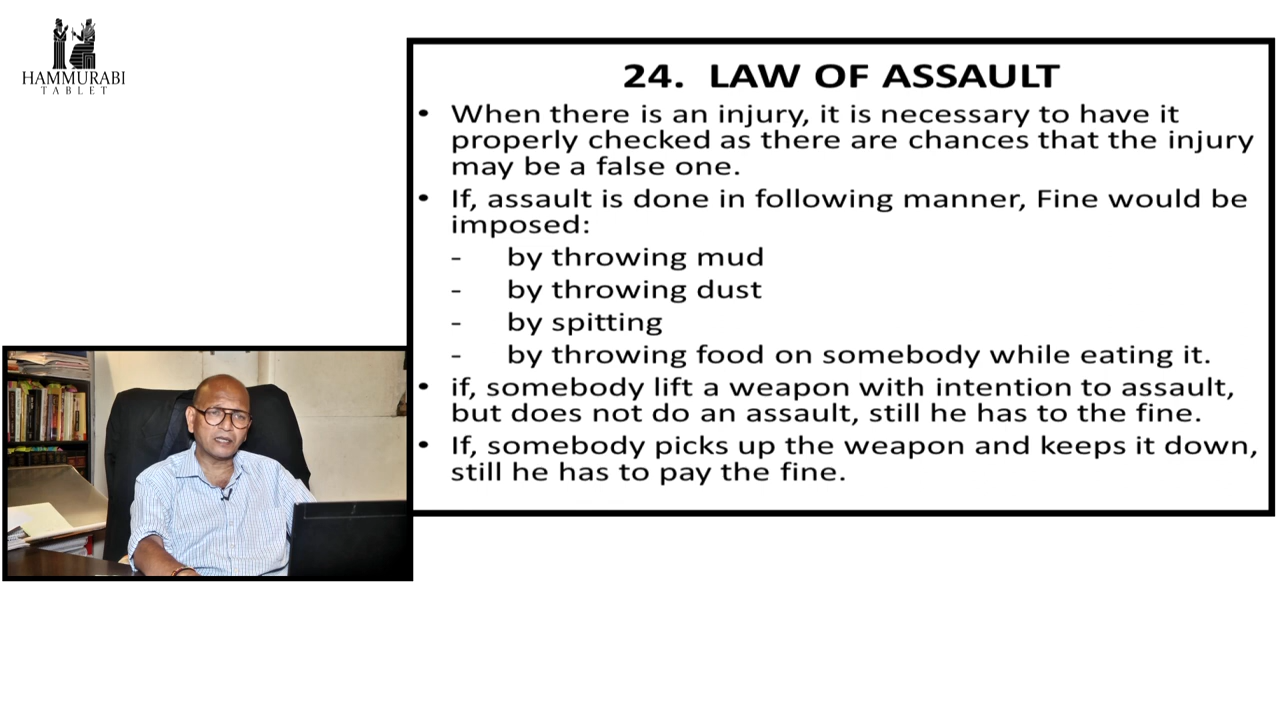 HAMMURABI
TABLET
24. LAW OF ASSAULT
• When there is an injury, it is necessary to have it
properly checked as there are chances that the injury
may be a false one.
• If, assault is done in following manner, Fine would be
imposed:
- by throwing mud
- by throwing dust
- by spitting
- by throwing food on somebody while eating it.
• if, somebody lift a weapon with intention to assault,
but does not do an assault, still he has to the fine.
• If, somebody picks up the weapon and keeps it down,
still he has to pay the fine.